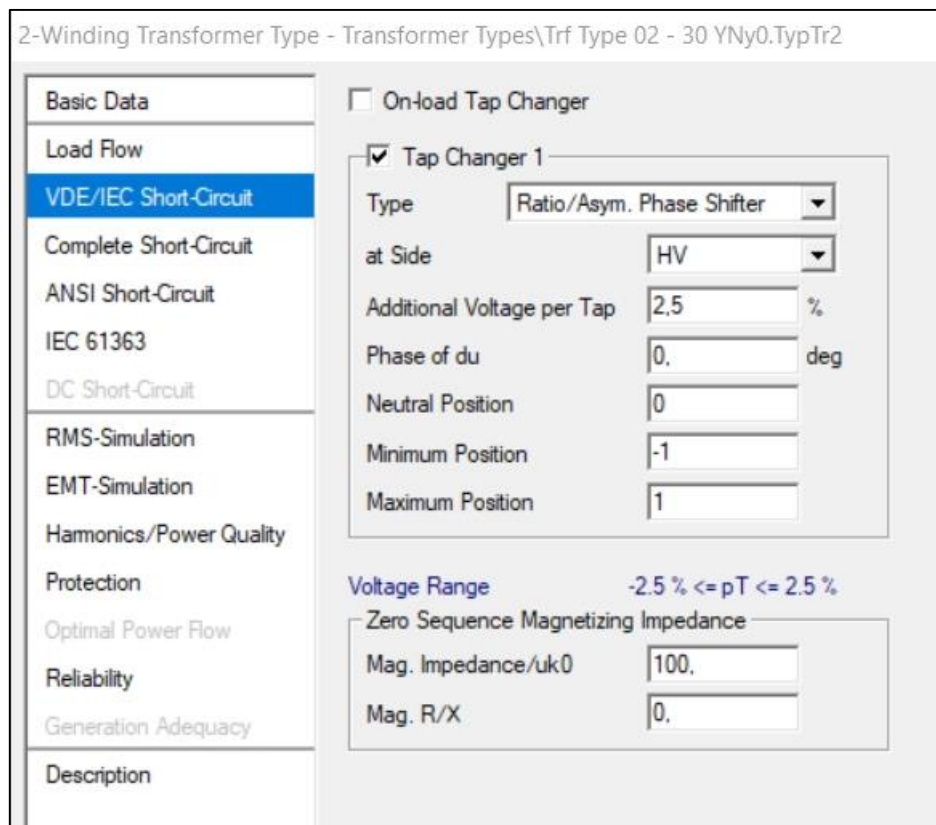 2-Winding Transformer Type - Transformer Types\Trf Type 02 - 30 YNy0.TypTr2
Basic Data
Load Flow
VDE/IEC Short-Circuit
Complete Short-Circuit
ANSI Short-Circuit
IEC 61363
DC Short-Circuit
RMS-Simulation
EMT-Simulation
Harmonics/Power Quality
Protection
Optimal Power Flow
Reliability
Generation Adequacy
Description
On-load Tap Changer
Tap Changer 1
Type Ratio/Asym. Phase Shifter
at Side HV
Additional Voltage per Tap 2,5 %
Phase of du 0, deg
Neutral Position 0
Minimum Position -1
Maximum Position 1
Voltage Range -2.5 % <= pT <= 2.5 %
Zero Sequence Magnetizing Impedance
Mag. Impedance/uk0 100,
Mag. R/X 0,